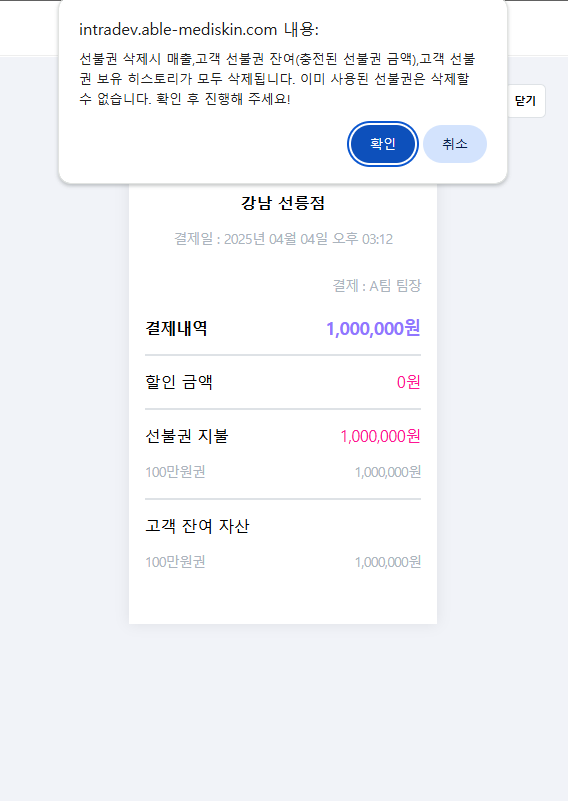 intradev.able-mediskin.com 내용:
선불권 삭제시 매출,고객 선불권 잔여(충전된 선불권 금액),고객 선불
권 보유 히스토리가 모두 삭제됩니다. 이미 사용된 선불권은 삭제할
수 없습니다. 확인 후 진행해 주세요!
확인 취소
닫기
강남 선릉점
결제일 : 2025년 04월 04일 오후 03:12
결제 : A팀 팀장
결제내역 1,000,000원
할인 금액 0원
선불권 지불 1,000,000원
100만원권 1,000,000원
고객 잔여 자산
100만원권 1,000,000원